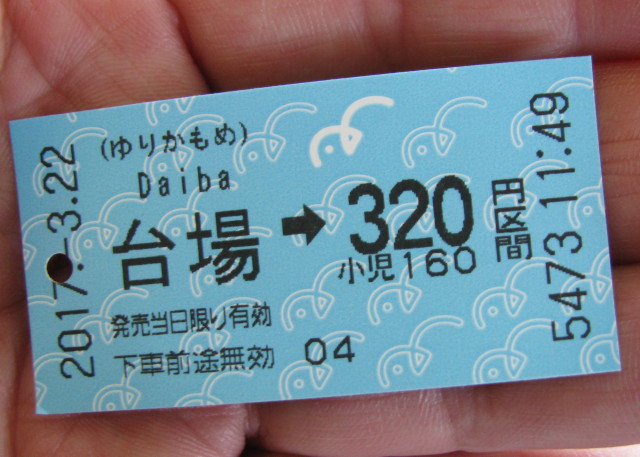 2017.-3.22
(ゆりかもめ)
Daiba
台場➡320円区間
小児160
発売当日限り有効
下車前途無効 04
5473 11:49